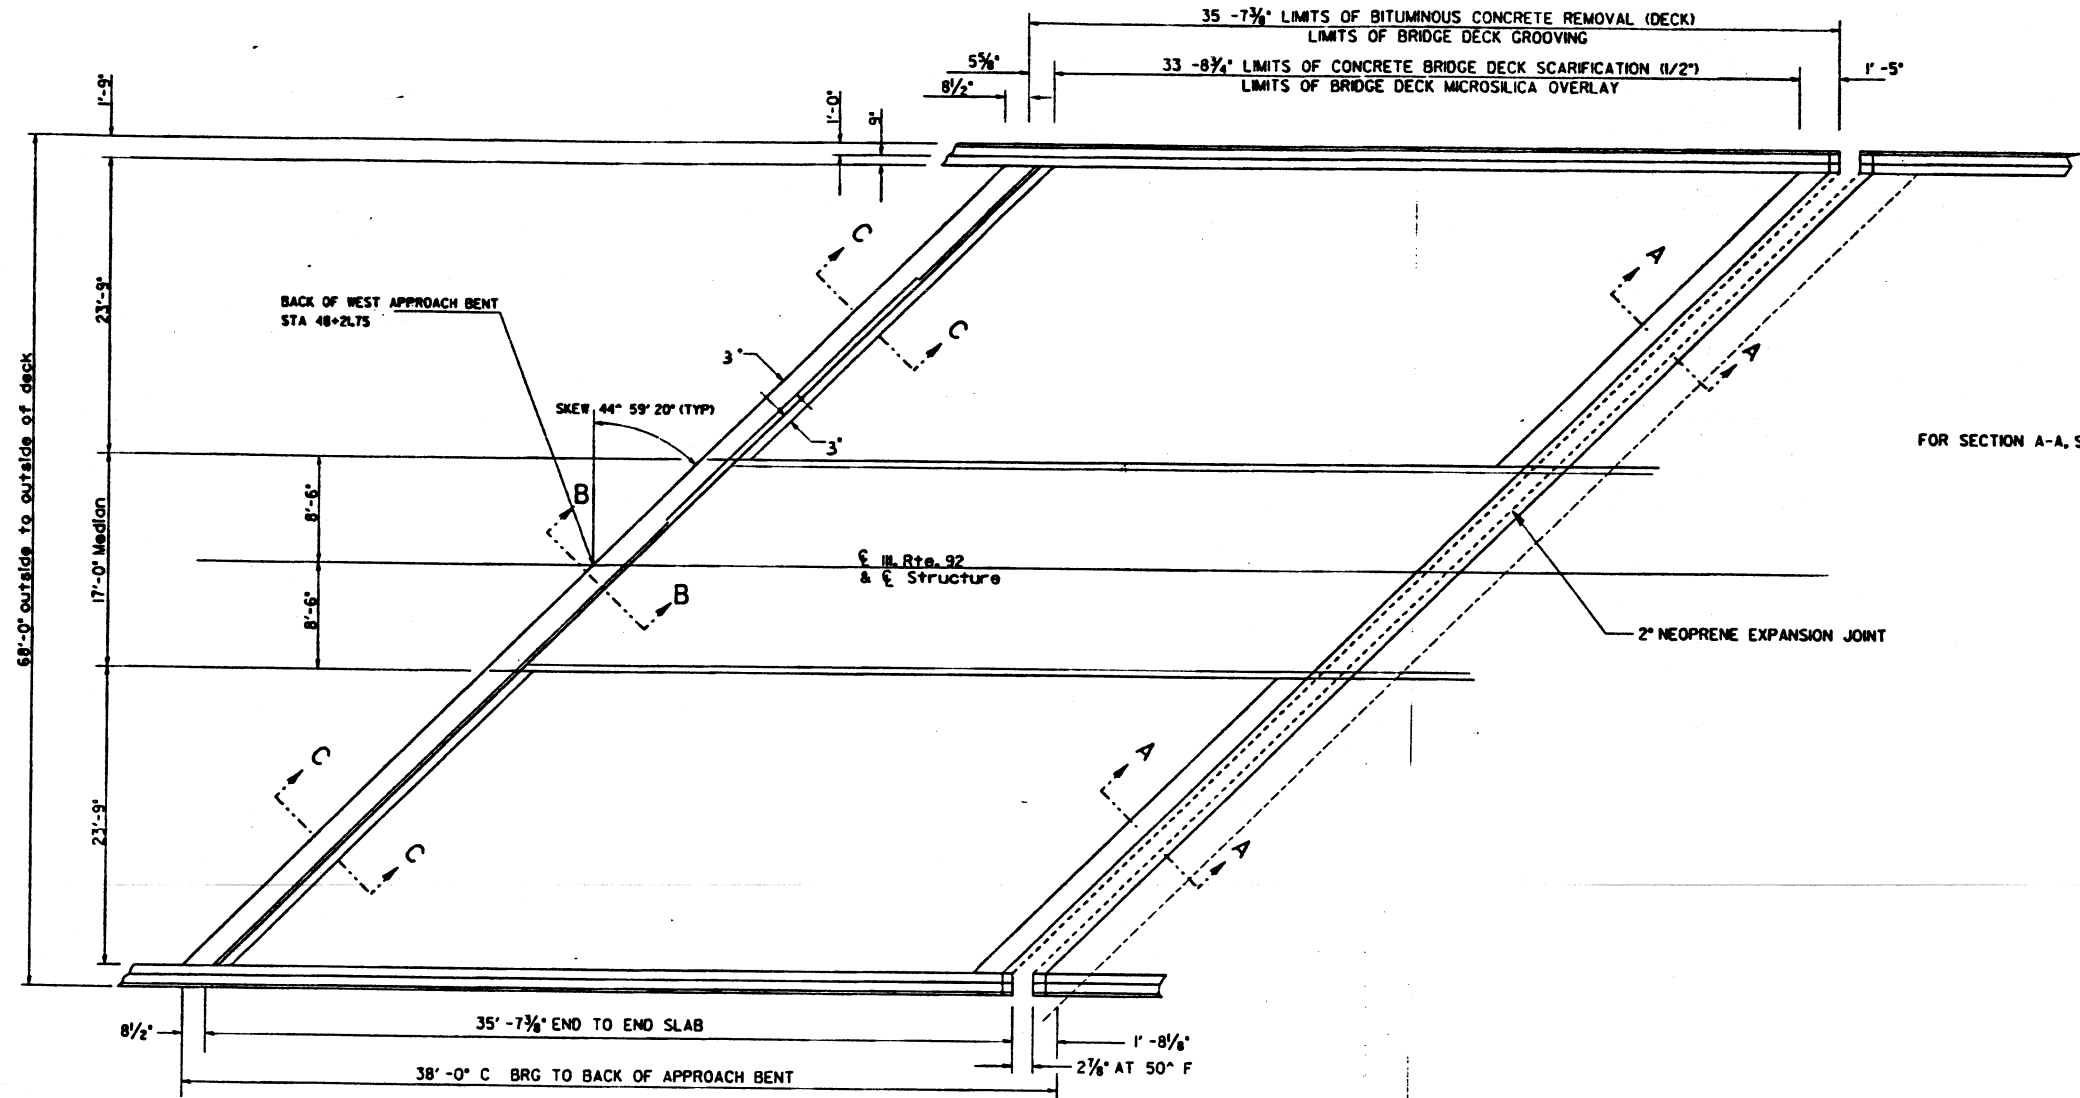 35 -7⅜" LIMITS OF BITUMINOUS CONCRETE REMOVAL (DECK)
LIMITS OF BRIDGE DECK GROOVING
5⅝"
33 -8¾" LIMITS OF CONCRETE BRIDGE DECK SCARIFICATION (1/2")
1' -5"
8½"
LIMITS OF BRIDGE DECK MICROSILICA OVERLAY
1'-9"
1'-0"
9"
C
A
23'-9"
BACK OF WEST APPROACH BENT
STA 48+21.75
C
A
3"
68'-0" outside to outside of deck
SKEW 44° 59' 20" (TYP)
3"
FOR SECTION A-A, S
8'-6"
B
17'-0" Median
℄ Ill. Rte. 92
& ℄ Structure
8'-6"
B
2" NEOPRENE EXPANSION JOINT
C
A
23'-9"
C
A
8½"
35' -7⅜" END TO END SLAB
1' -8⅛"
2⅞" AT 50^ F
38' -0" C BRG TO BACK OF APPROACH BENT